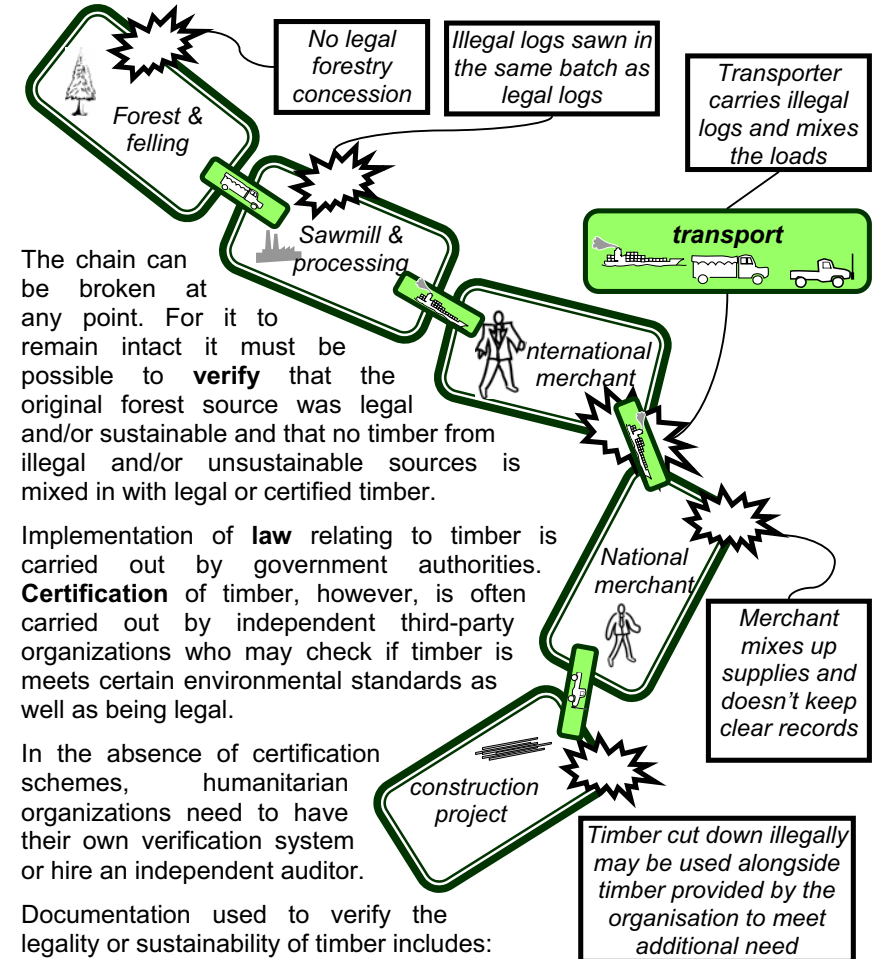 No legal
forestry
concession
Illegal logs sawn in
the same batch as
legal logs
Transporter
carries illegal
logs and mixes
the loads
Forest &
felling
transport
Sawmill &
processing
nternational
merchant
The chain can
be broken at
any point. For it to
remain intact it must be
possible to verify that the
original forest source was legal
and/or sustainable and that no timber from
illegal and/or unsustainable sources is
mixed in with legal or certified timber.
Implementation of law relating to timber is
carried out by government authorities.
Certification of timber, however, is often
carried out by independent third-party
organizations who may check if timber is
meets certain environmental standards as
well as being legal.
National
merchant
Merchant
mixes up
supplies and
doesn't keep
clear records
In the absence of certification
schemes, humanitarian
organizations need to have
their own verification system
or hire an independent auditor.
construction
project
Timber cut down illegally
may be used alongside
timber provided by the
organisation to meet
additional need
Documentation used to verify the
legality or sustainability of timber includes: